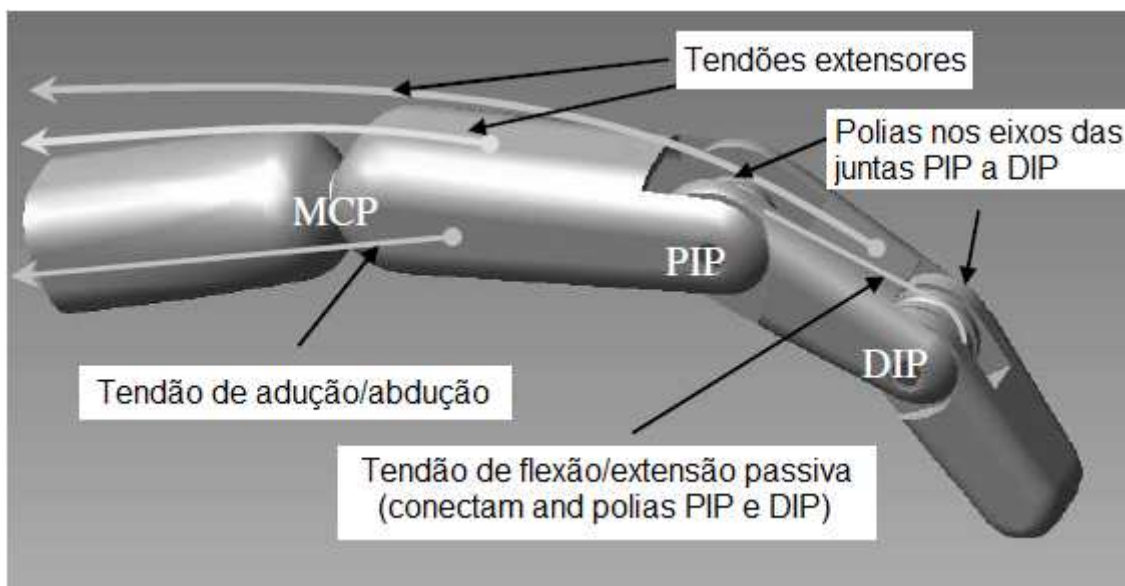 Tendões extensores
Polias nos eixos das
juntas PIP a DIP
MCP
PIP
DIP
Tendão de adução/abdução
Tendão de flexão/extensão passiva
(conectam and polias PIP e DIP)